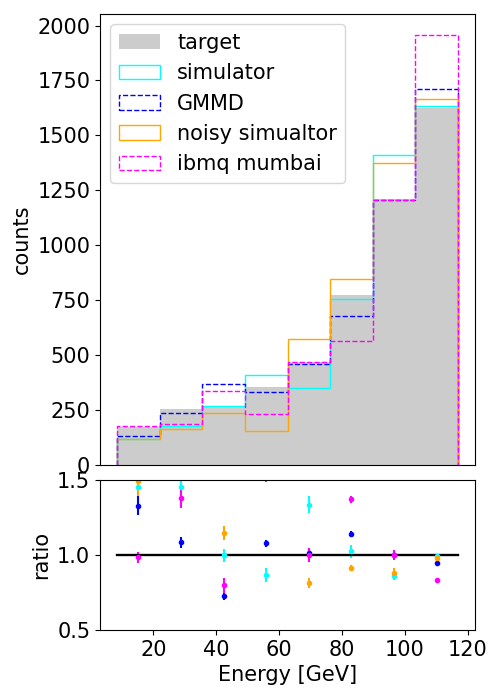 2000
1750
1500
1250
1000
750
500
250
0
counts
target
simulator
GMMD
noisy simualtor
ibmq mumbai
1.5
1.0
0.5
ratio
20 40 60 80 100 120
Energy [GeV]